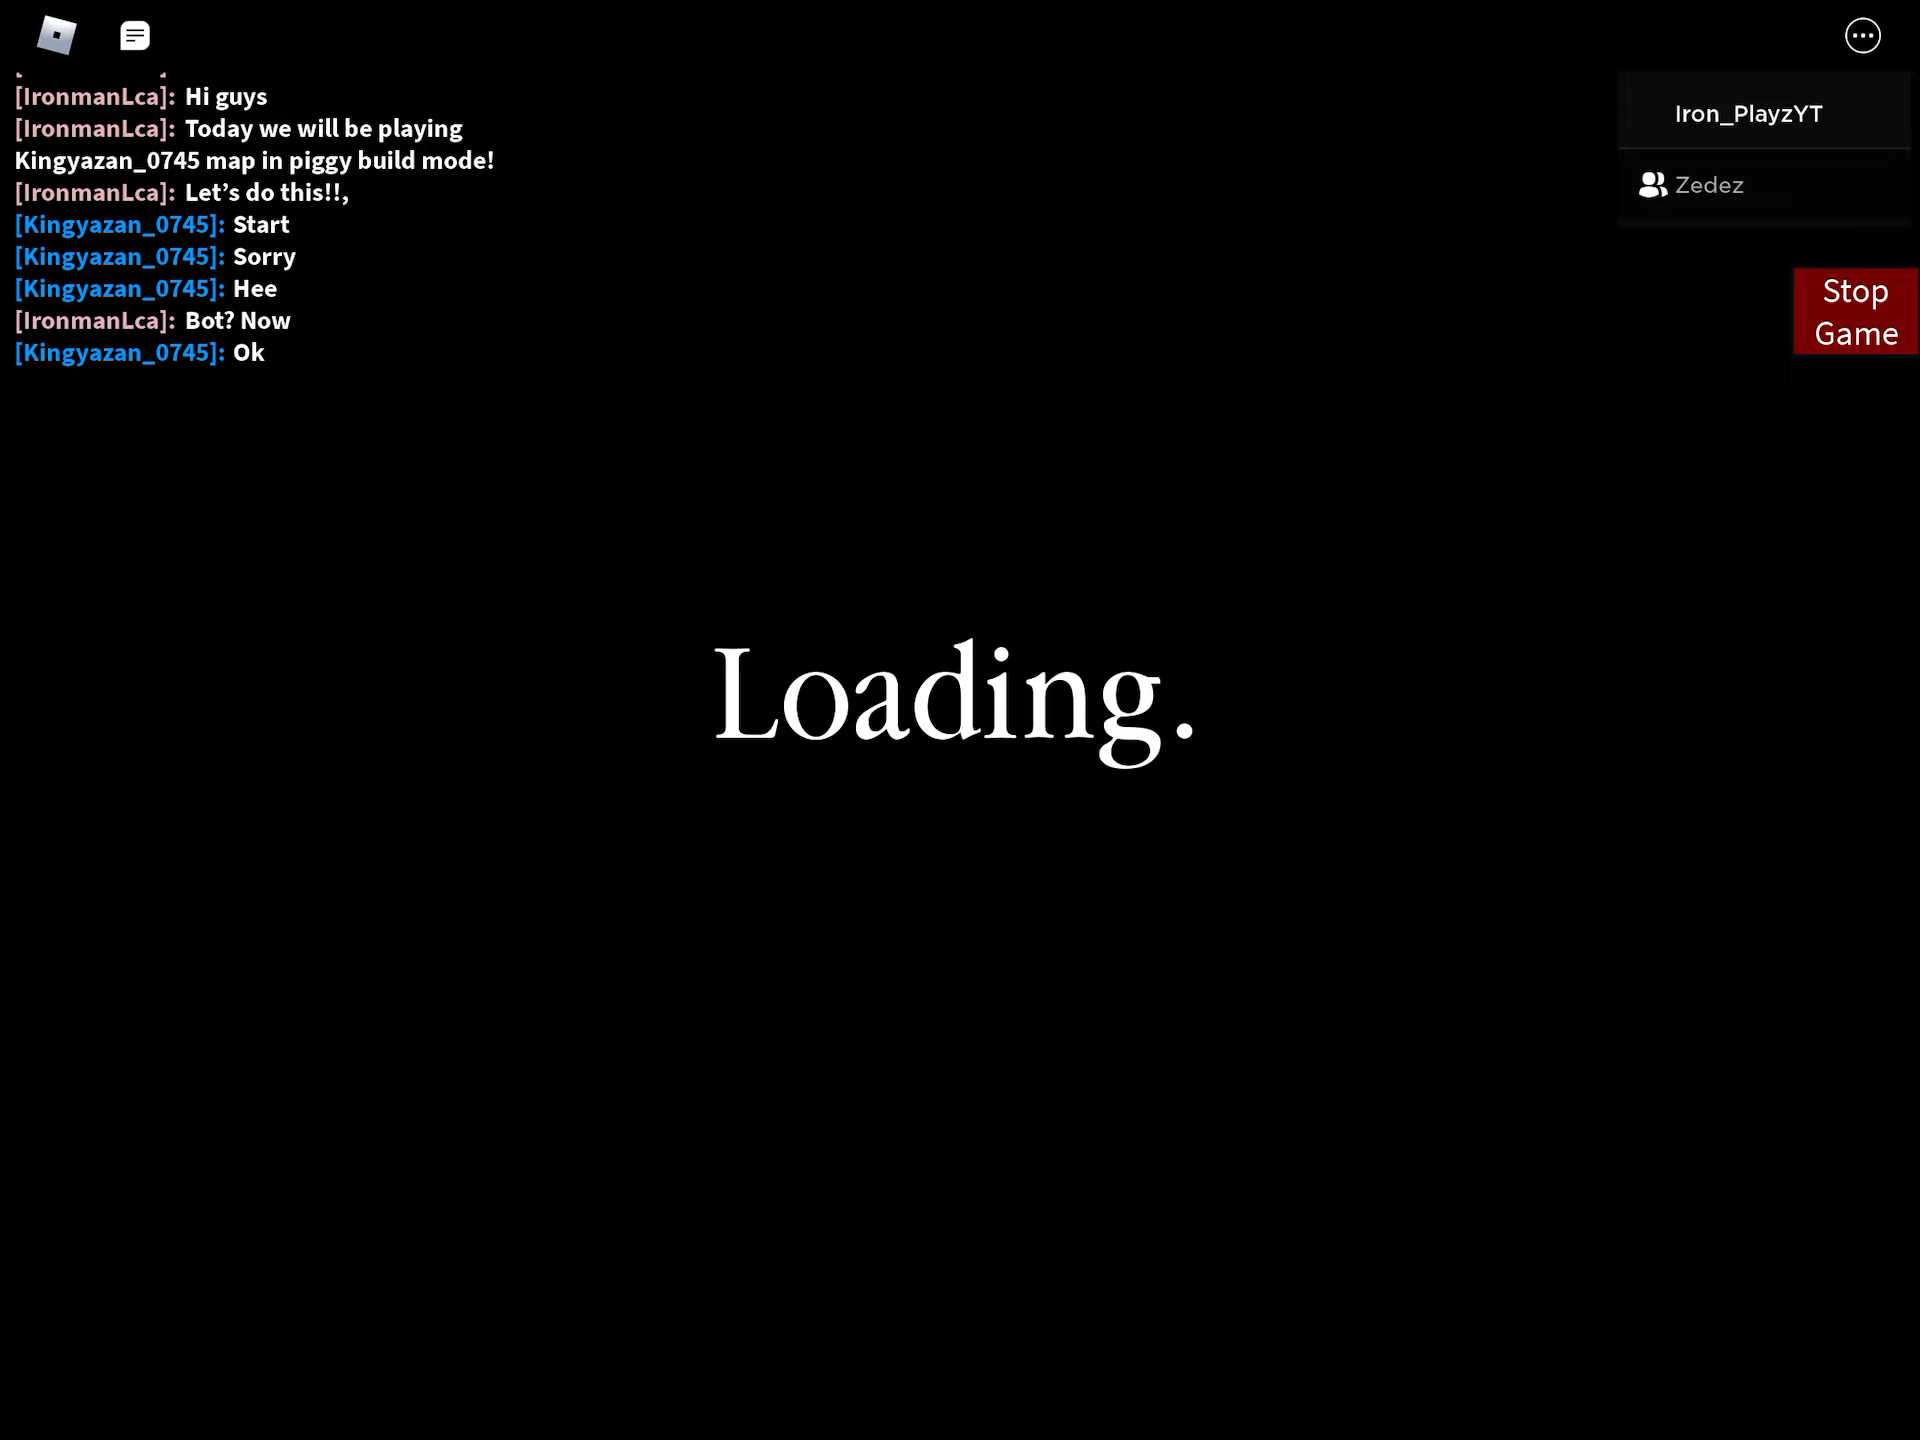 [IronmanLca]: Hi guys
[IronmanLca]: Today we will be playing
Kingyazan_0745 map in piggy build mode!
[IronmanLca]: Let's do this!!,
[Kingyazan_0745]: Start
[Kingyazan_0745]: Sorry
[Kingyazan_0745]: Hee
[IronmanLca]: Bot? Now
[Kingyazan_0745]: Ok
Iron_PlayzYT
Zedez
Stop
Game
Loading.